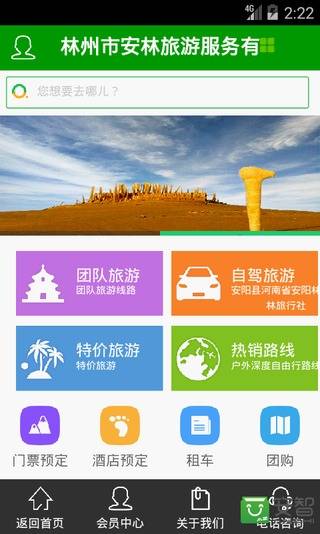 4G 2:22
林州市安林旅游服务有
您想要去哪儿？
团队旅游
团队旅游线路
自驾旅游
安阳县河南省安阳林
林旅行社
特价旅游
特价旅游
热销路线
户外深度自由行路线
门票预定
酒店预定
租车
团购
返回首页
会员中心
关于我们
电话咨询
安智